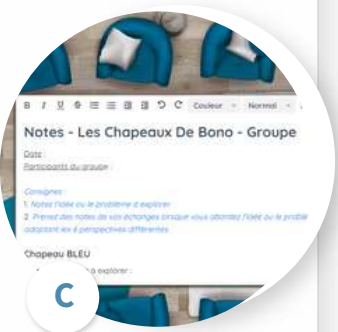 B I U S Couleur Normal
Notes - Les Chapeaux De Bono - Groupe
Date :
Participants du groupe :
Consignes :
1. Notez l'idée ou le problème à explorer
2. Prenez des notes de vos échanges lorsque vous abordez l'idée ou le problè
adoptant les 6 perspectives différentes.
Chapeau BLEU
à explorer :
C